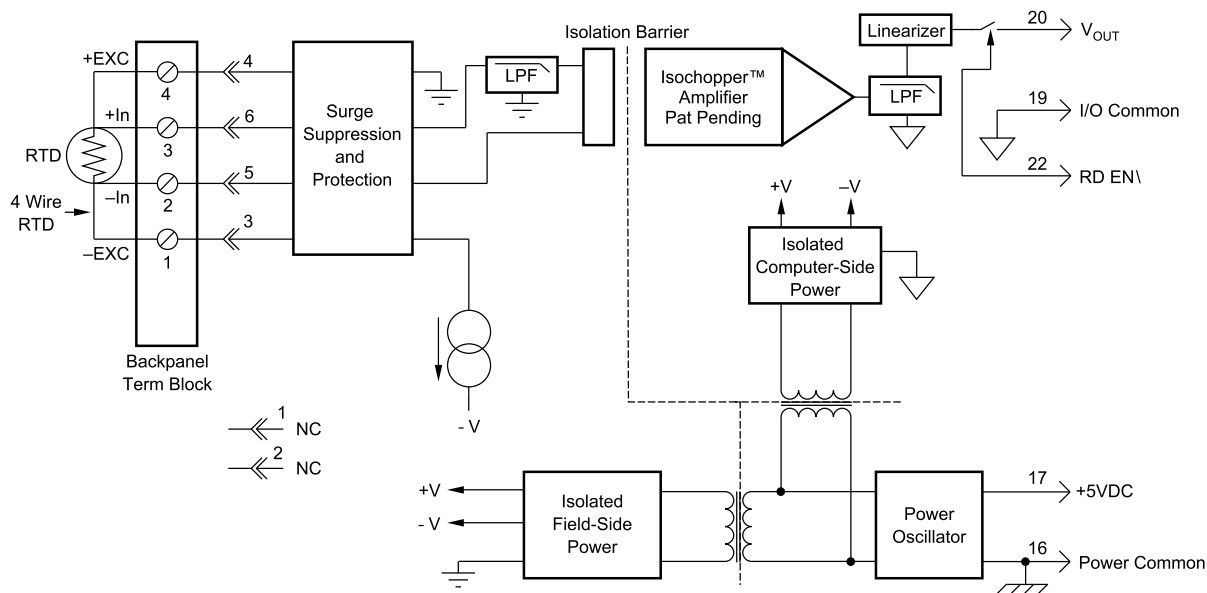 Isolation Barrier
20
V_OUT
Linearizer
+EXC
4
4
LPF
Isochopper™
Amplifier
Pat Pending
LPF
19
I/O Common
+In
6
3
Surge
Suppression
and
Protection
RTD
5
2
–In
22
RD EN\
4 Wire
RTD
3
1
–EXC
+V
–V
Isolated
Computer-Side
Power
Backpanel
Term Block
- V
1
NC
2
NC
+V
- V
Isolated
Field-Side
Power
Power
Oscillator
17
+5VDC
16
Power Common